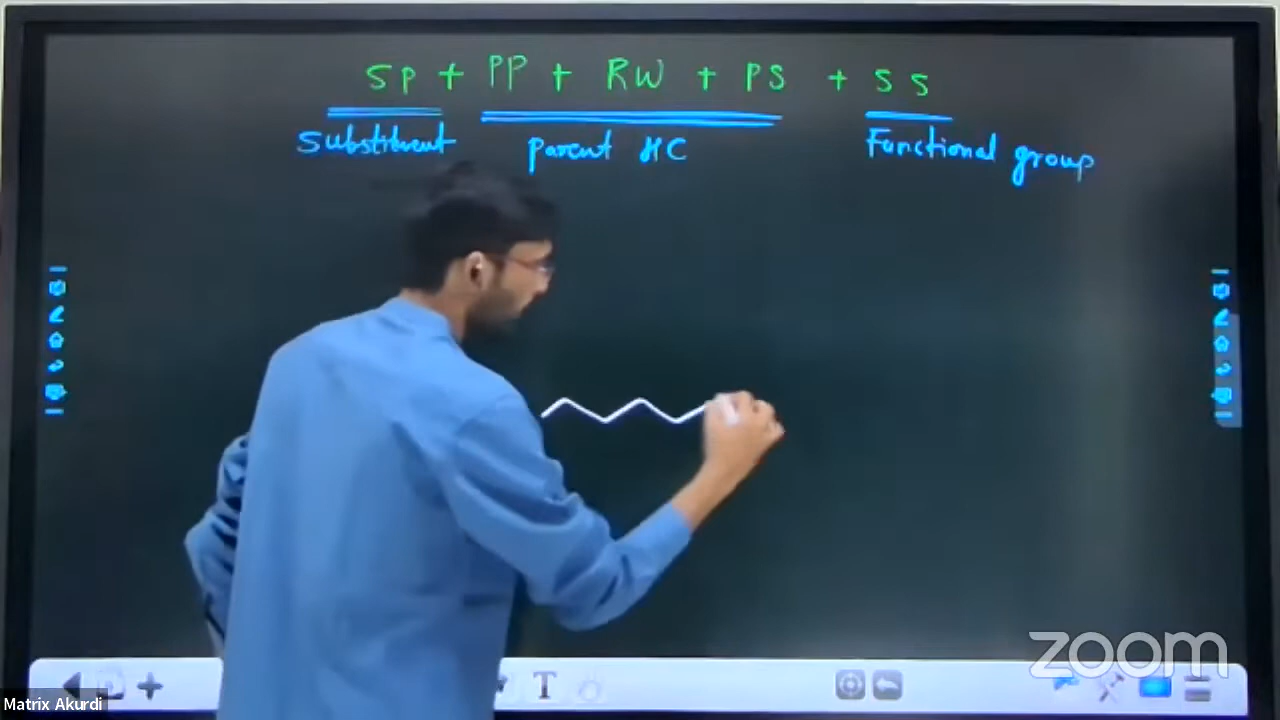 SP + PP + RW + PS + SS
Substituent Parent HC Functional group
T
zoom
Matrix Akurdi